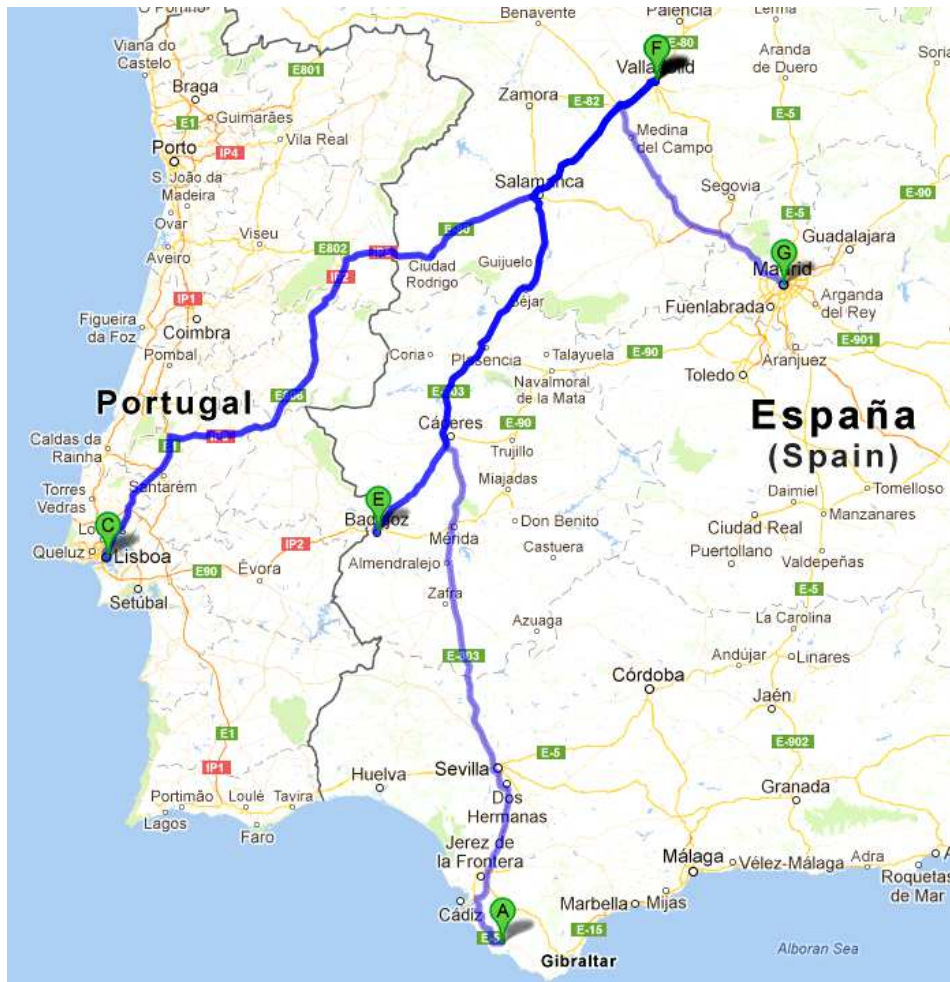 Benavente
Palencia
Lerma
Viana do
Castelo
E801
F
E-80
Aranda
de Duero
Soria
Braga
Zamora
E-82
E1
Guimarães
Vila Real
Medina
del Campo
E-5
Porto
IP4
Salamanca
Segovia
E-90
S. João da
Madeira
Ovar
Viseu
E802
E-5
Aveiro
IP2
Ciudad
Rodrigo
Guijuelo
G
Guadalajara
Madrid
IP1
Béjar
Fuenlabrada
Arganda
del Rey
Figueira
da Foz
Coimbra
Pombal
Coria
Plasencia
Talayuela
E-90
E-901
Aranjuez
Navalmoral
de la Mata
Toledo
Portugal
España
(Spain)
Cáceres
E-90
Trujillo
Caldas da
Rainha
Santarém
Miajadas
Daimiel
Tomelloso
Torres
Vedras
C
E
Badajoz
Don Benito
Ciudad Real
Manzanares
Queluz
Lisboa
IP2
Mérida
Castuera
Puertollano
Valdepeñas
E90
Évora
Almendralejo
Setúbal
Zafra
E-5
Azuaga
La Carolina
Andújar
Linares
Córdoba
Jaén
E1
E-5
E-902
IP1
Sevilla
Huelva
Dos
Hermanas
Granada
Portimão
Loulé
Tavira
Lagos
Faro
Jerez de
la Frontera
Málaga
Vélez-Málaga
Adra
Roquetas
de Mar
Cádiz
A
Marbella
Mijas
E-5
E-15
Gibraltar
Alboran Sea